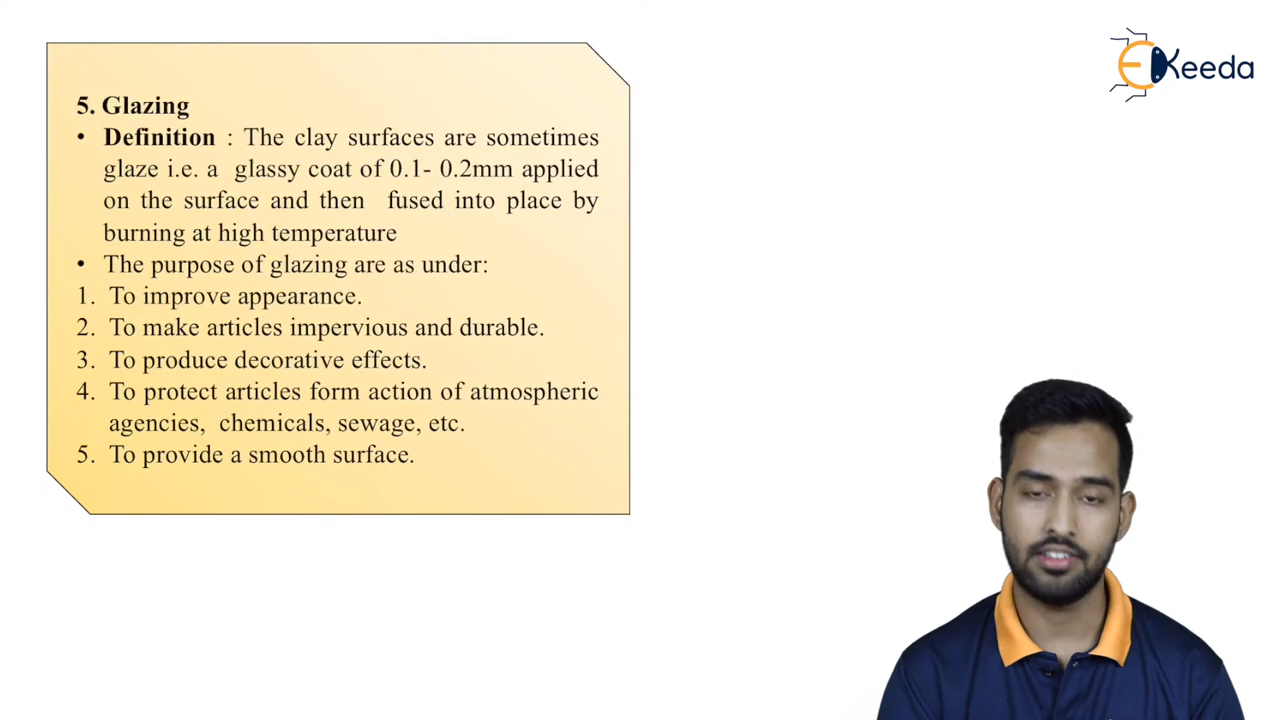 Keeda
5. Glazing
• Definition : The clay surfaces are sometimes
glaze i.e. a glassy coat of 0.1- 0.2mm applied
on the surface and then fused into place by
burning at high temperature
• The purpose of glazing are as under:
1. To improve appearance.
2. To make articles impervious and durable.
3. To produce decorative effects.
4. To protect articles form action of atmospheric
agencies, chemicals, sewage, etc.
5. To provide a smooth surface.